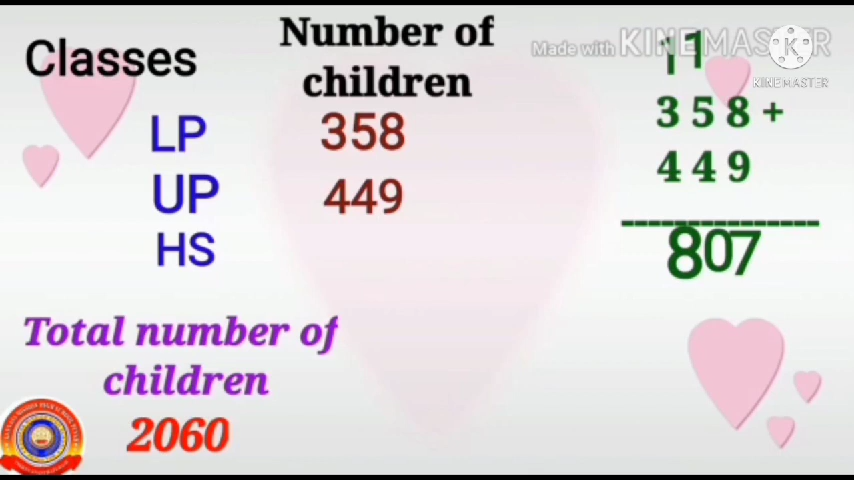 Number of
Classes
children
Made with KINEMASTER
KINEMASTER
LP 358
UP 449
HS
1 1
3 5 8 +
4 4 9
---------------
807
Total number of
children
2060